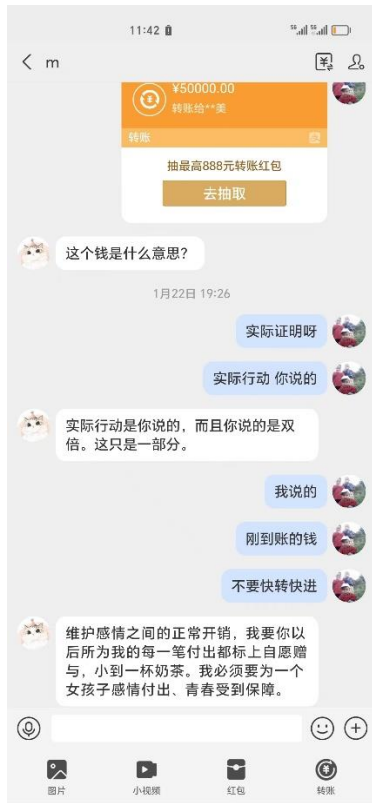 11:42
5G 5G
m
¥50000.00
转账给**美
转账
抽最高888元转账红包
去抽取
这个钱是什么意思?
1月22日 19:26
实际证明呀
实际行动 你说的
实际行动是你说的，而且你说的是双
倍。这只是一部分。
我说的
刚到账的钱
不要快转快进
维护感情之间的正常开销，我要你以
后所为我的每一笔付出都标上自愿赠
与，小到一杯奶茶。我必须要为一个
女孩子感情付出、青春受到保障。
图片
小视频
红包
转账